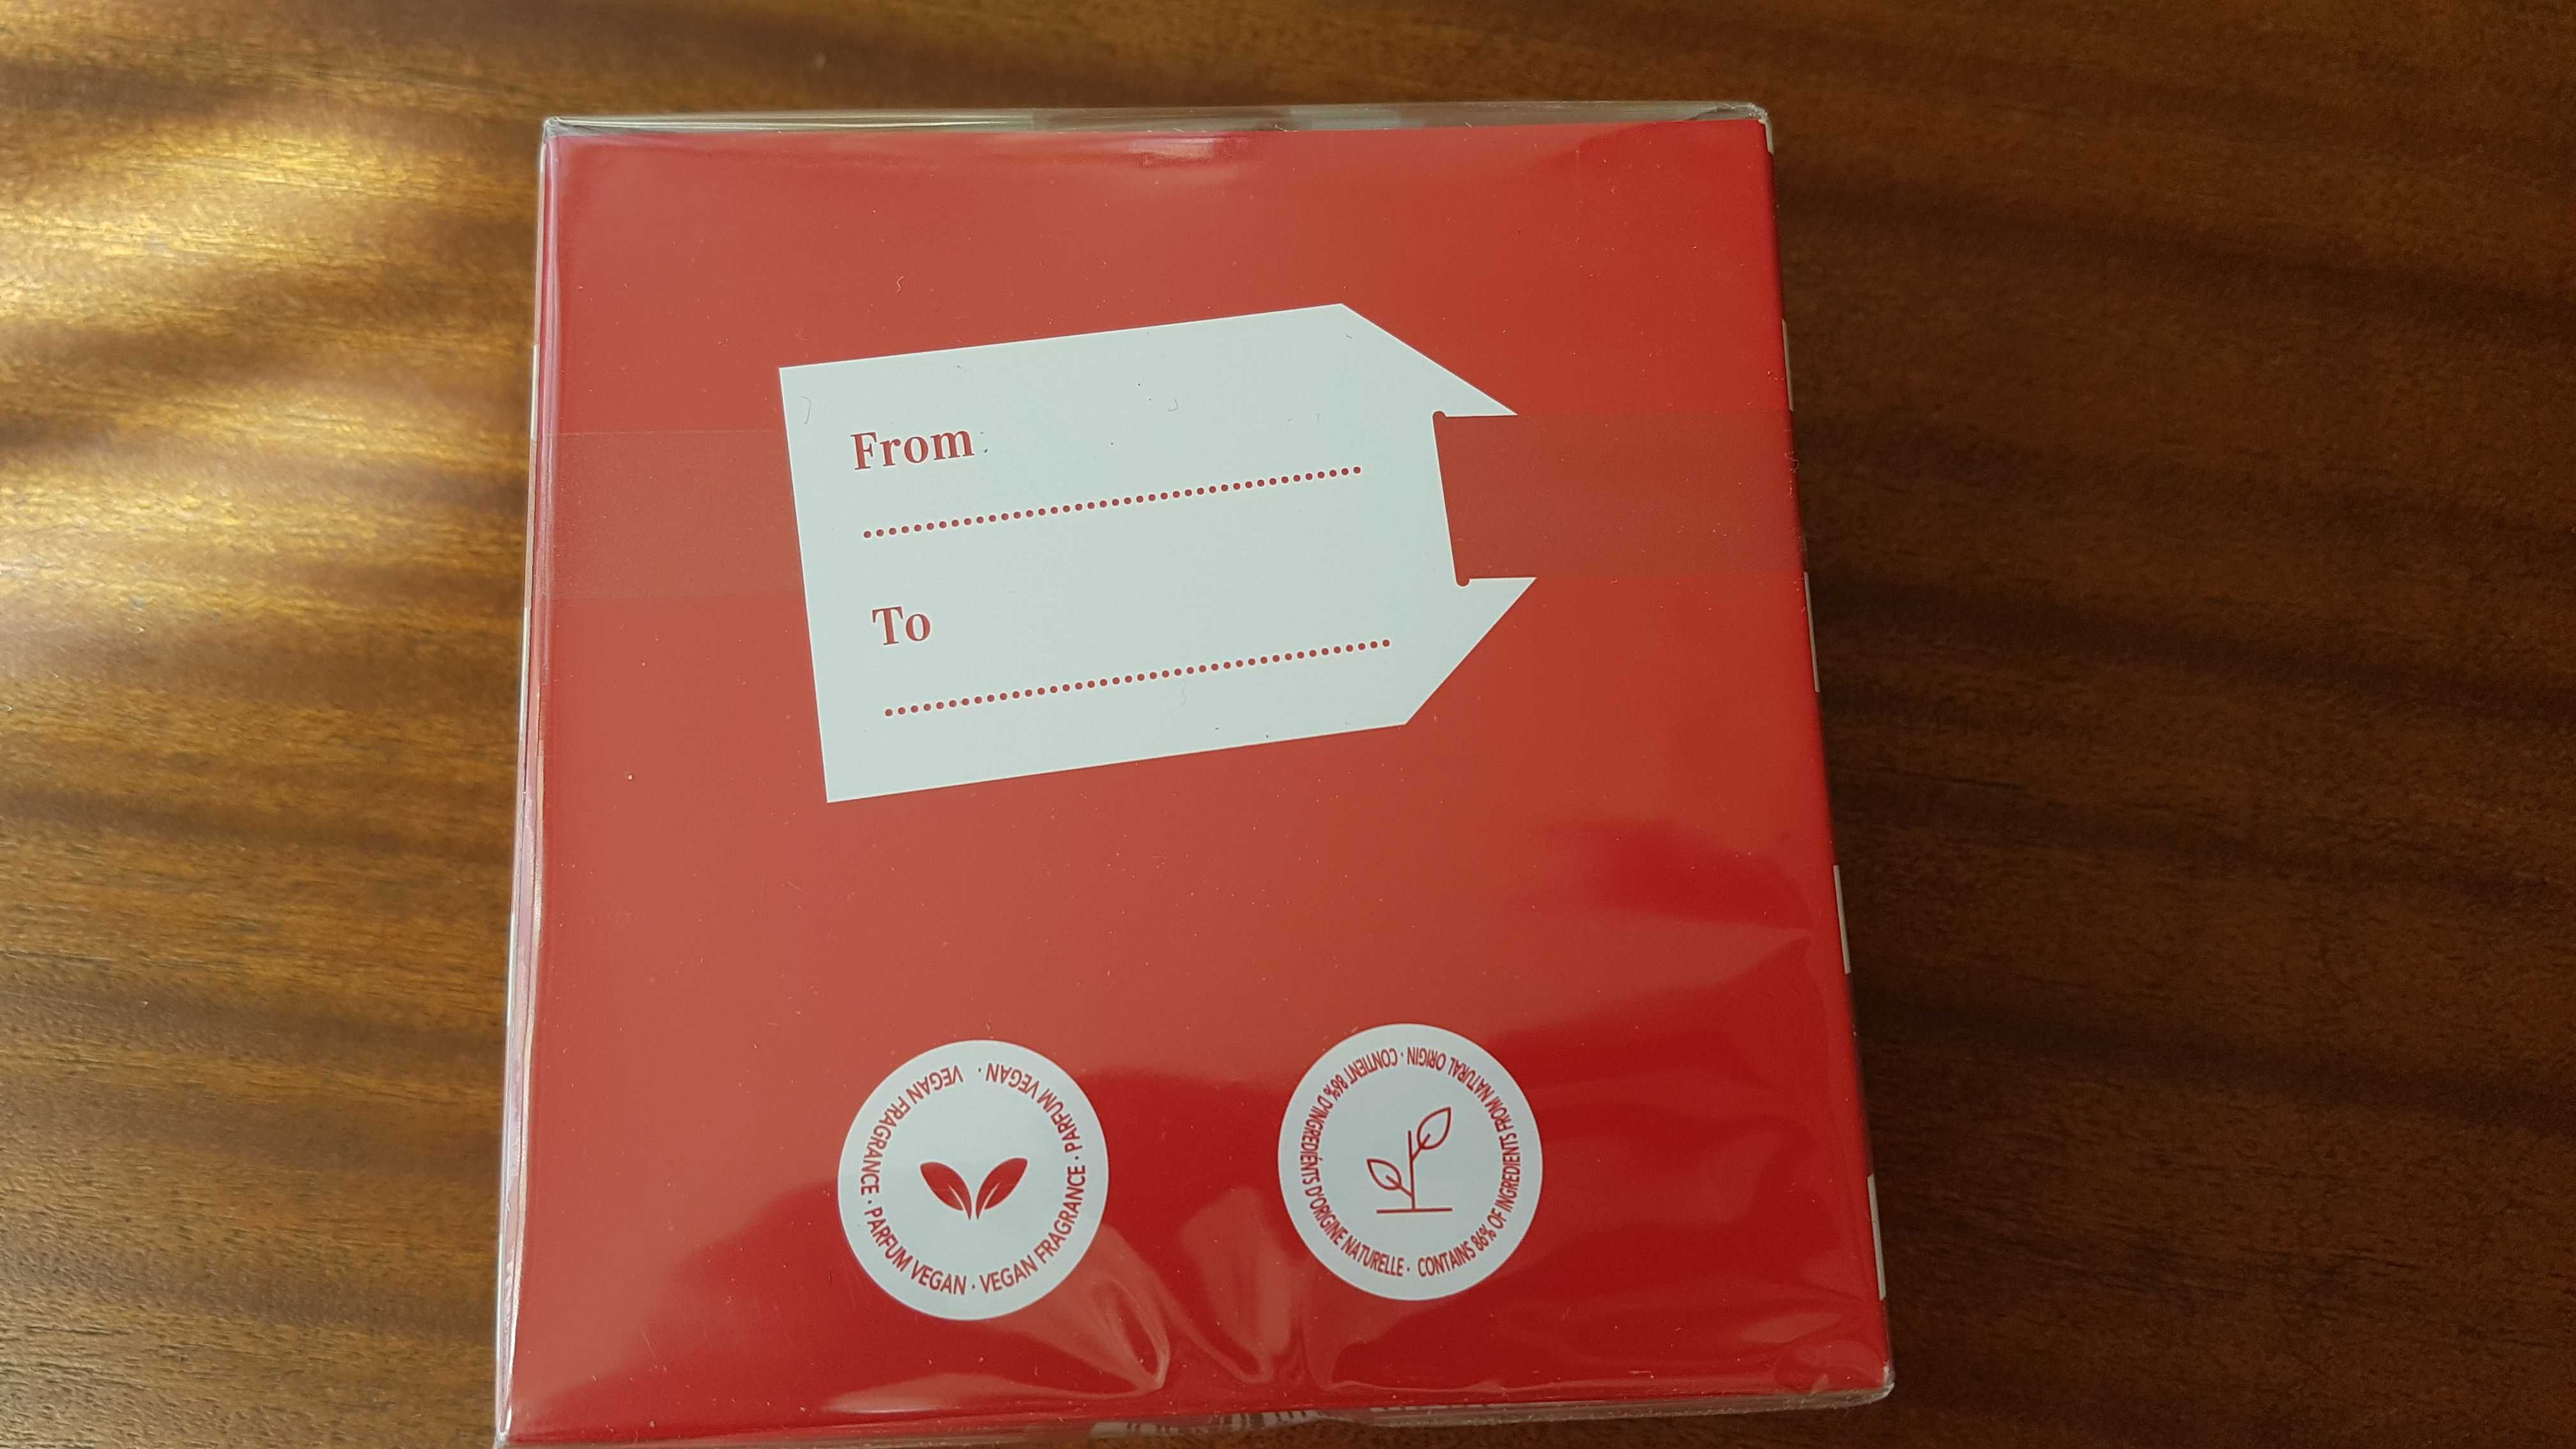 From
....................................................
To
....................................................
VEGAN FRAGRANCE · PARFUM VEGAN · VEGAN FRAGRANCE · PARFUM VEGAN ·
CONTAINS 86% OF INGREDIENTS FROM NATURAL ORIGIN · CONTIENT 86% D'INGRÉDIENTS D'ORIGINE NATURELLE ·